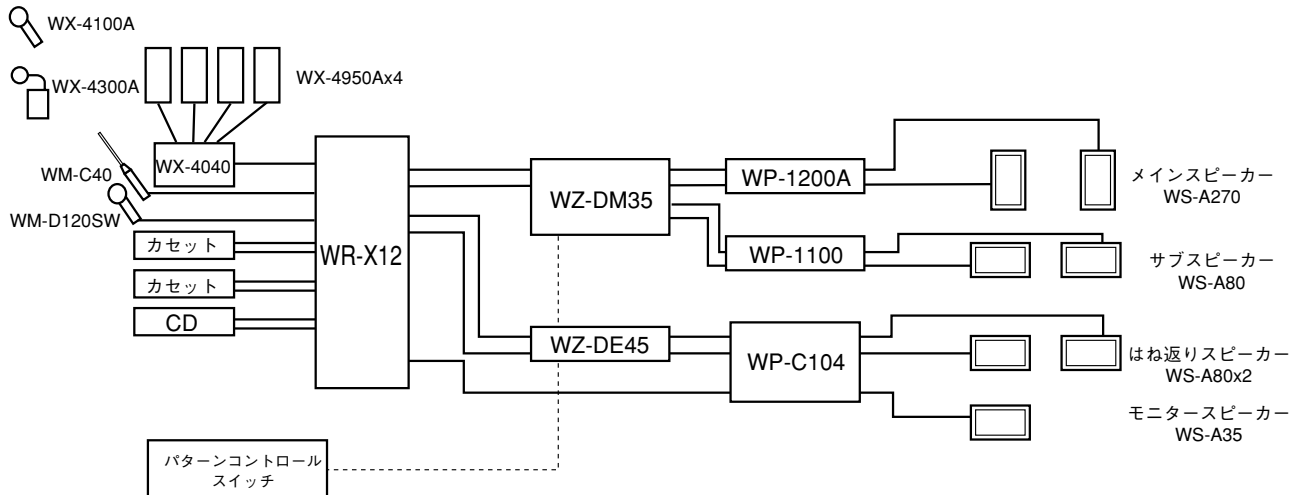 WX-4100A
WX-4300A
WX-4950Ax4
WX-4040
WM-C40
WM-D120SW
カセット
カセット
CD
WR-X12
WZ-DM35
WP-1200A
WP-1100
WZ-DE45
WP-C104
メインスピーカー
WS-A270
サブスピーカー
WS-A80
はね返りスピーカー
WS-A80x2
モニタースピーカー
WS-A35
パターンコントロール
スイッチ